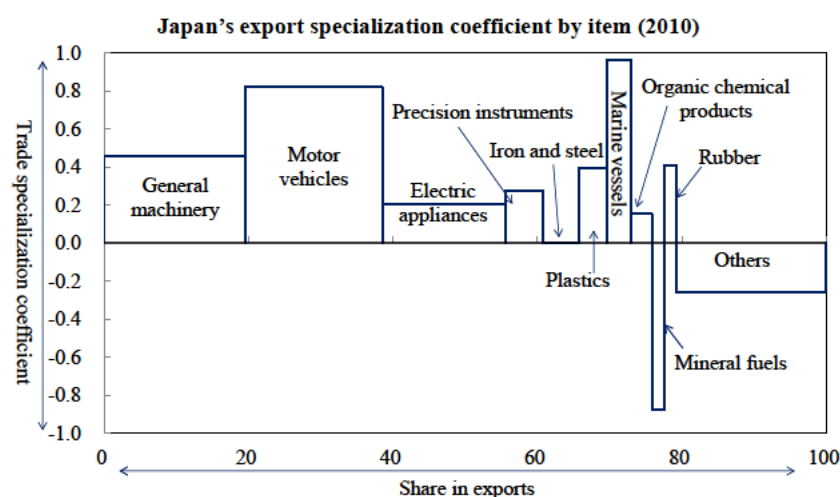 Japan's export specialization coefficient by item (2010)
1.0
0.8
0.6
0.4
0.2
0.0
-0.2
-0.4
-0.6
-0.8
-1.0
Trade specialization coefficient
General
machinery
Motor
vehicles
Electric
appliances
Precision instruments
Iron and steel
Plastics
Marine vessels
Organic chemical
products
Rubber
Mineral fuels
Others
0
20
40
60
80
100
Share in exports